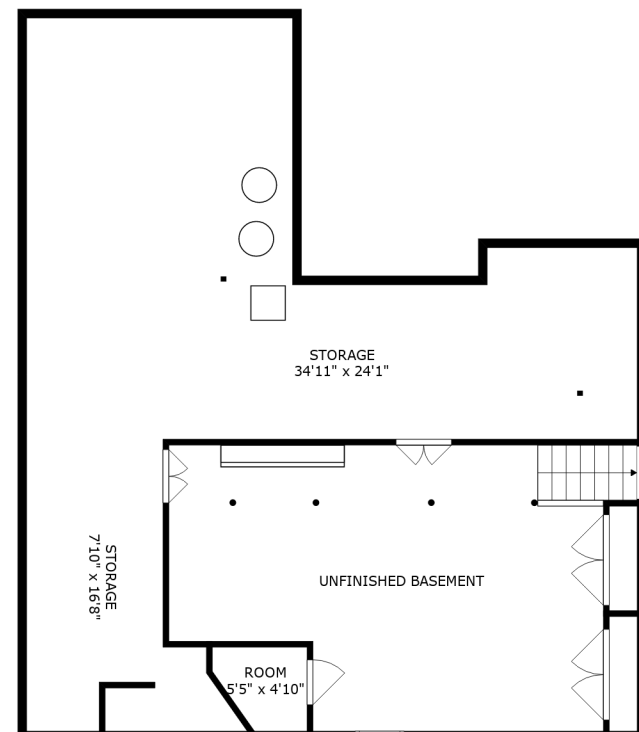 STORAGE
34'11" x 24'1"
STORAGE
7'10" x 16'8"
UNFINISHED BASEMENT
ROOM
5'5" x 4'10"